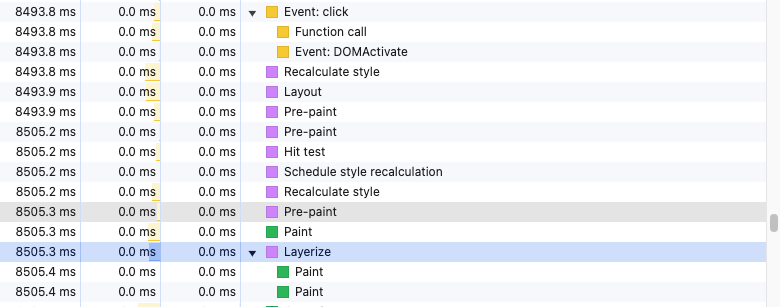 8493.8 ms 0.0 ms 0.0 ms ▼ Event: click
8493.8 ms 0.0 ms 0.0 ms Function call
8493.8 ms 0.0 ms 0.0 ms Event: DOMActivate
8493.8 ms 0.0 ms 0.0 ms Recalculate style
8493.9 ms 0.0 ms 0.0 ms Layout
8493.9 ms 0.0 ms 0.0 ms Pre-paint
8505.2 ms 0.0 ms 0.0 ms Pre-paint
8505.2 ms 0.0 ms 0.0 ms Hit test
8505.2 ms 0.0 ms 0.0 ms Schedule style recalculation
8505.2 ms 0.0 ms 0.0 ms Recalculate style
8505.3 ms 0.0 ms 0.0 ms Pre-paint
8505.3 ms 0.0 ms 0.0 ms Paint
8505.3 ms 0.0 ms 0.0 ms ▼ Layerize
8505.4 ms 0.0 ms 0.0 ms Paint
8505.4 ms 0.0 ms 0.0 ms Paint